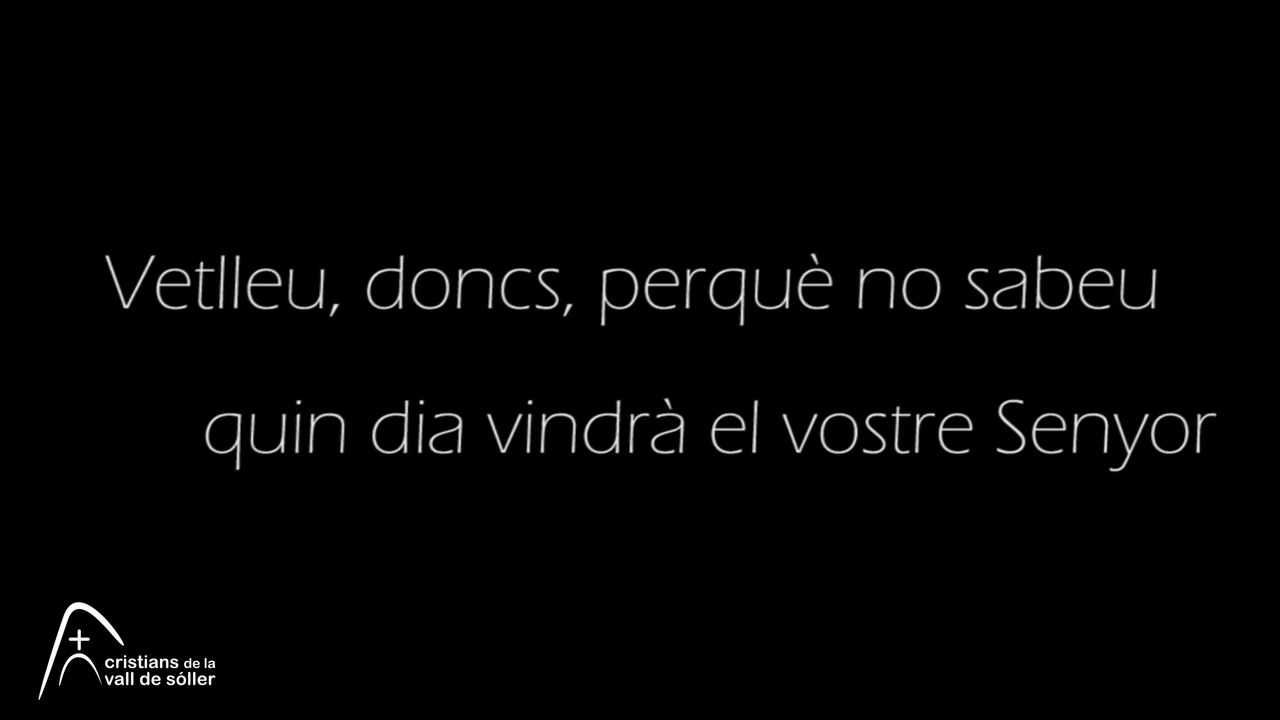 Vetlleu, doncs, perquè no sabeu
quin dia vindrà el vostre Senyor
cristians de la
vall de sóller